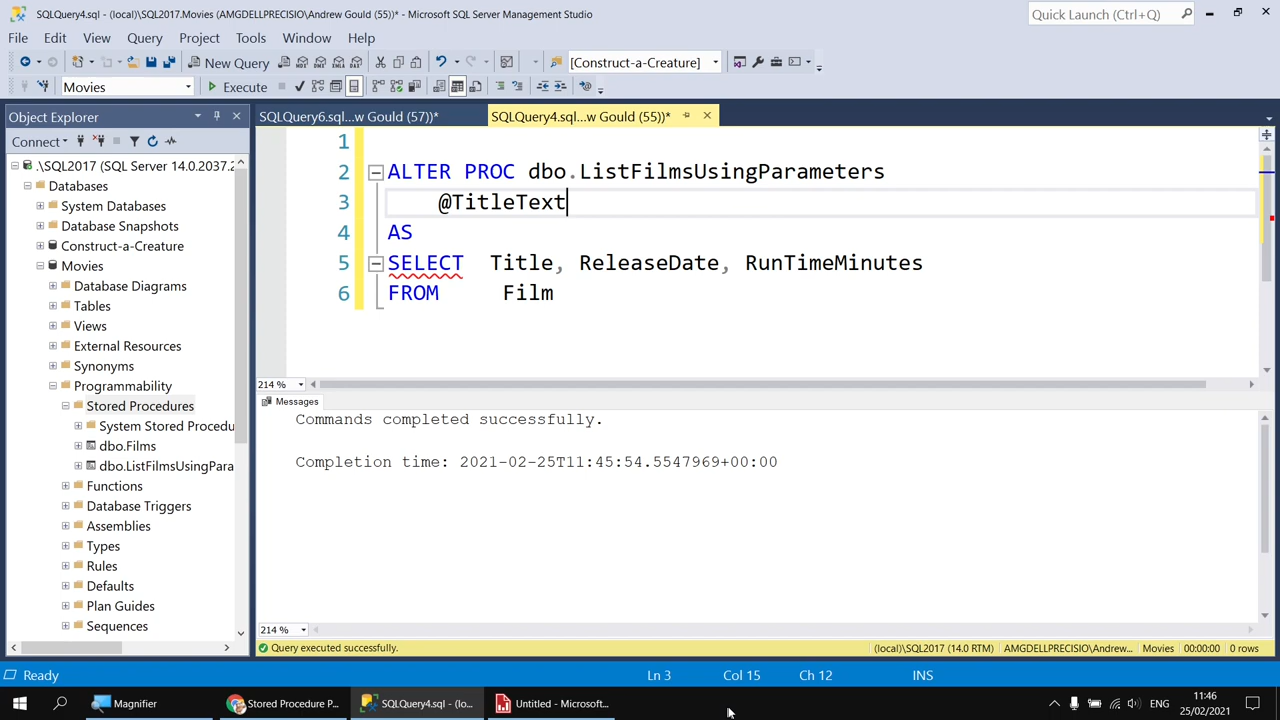 SQLQuery4.sql - (local)\SQL2017.Movies (AMGDELLPRECISIO\Andrew Gould (55))* - Microsoft SQL Server Management Studio
Quick Launch (Ctrl+Q)
File Edit View Query Project Tools Window Help
New Query
[Construct-a-Creature]
Movies
Execute
Object Explorer
SQLQuery6.sql...w Gould (57))*
SQLQuery4.sql...w Gould (55))*
Connect
.\SQL2017 (SQL Server 14.0.2037.2
Databases
System Databases
Database Snapshots
Construct-a-Creature
Movies
Database Diagrams
Tables
Views
External Resources
Synonyms
Programmability
Stored Procedures
System Stored Procedu
dbo.Films
dbo.ListFilmsUsingPara
Functions
Database Triggers
Assemblies
Types
Rules
Defaults
Plan Guides
Sequences
1
2 ALTER PROC dbo.ListFilmsUsingParameters
3 @TitleText
4 AS
5 SELECT Title, ReleaseDate, RunTimeMinutes
6 FROM Film
214 %
Messages
Commands completed successfully.
Completion time: 2021-02-25T11:45:54.5547969+00:00
214 %
Query executed successfully. (local)\SQL2017 (14.0 RTM) AMGDELLPRECISIO\Andrew... Movies 00:00:00 0 rows
Ready Ln 3 Col 15 Ch 12 INS
Magnifier
Stored Procedure P...
SQLQuery4.sql - (lo...
Untitled - Microsoft...
ENG
11:46
25/02/2021